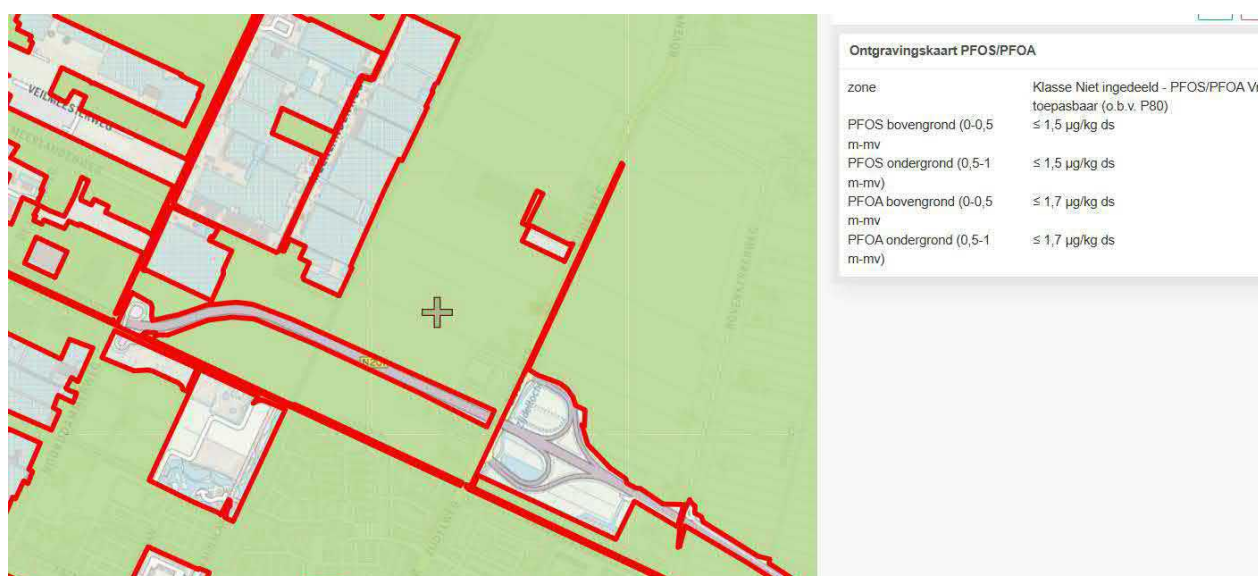 Ontgravingskaart PFOS/PFOA
zone
Klasse Niet ingedeeld - PFOS/PFOA V
toepasbaar (o.b.v. P80)
PFOS bovengrond (0-0,5
m-mv
≤ 1,5 µg/kg ds
PFOS ondergrond (0,5-1
m-mv)
≤ 1,5 µg/kg ds
PFOA bovengrond (0-0,5
m-mv
≤ 1,7 µg/kg ds
PFOA ondergrond (0,5-1
m-mv)
≤ 1,7 µg/kg ds
VEILMEESTERWEG
BOVENKERKERWEG